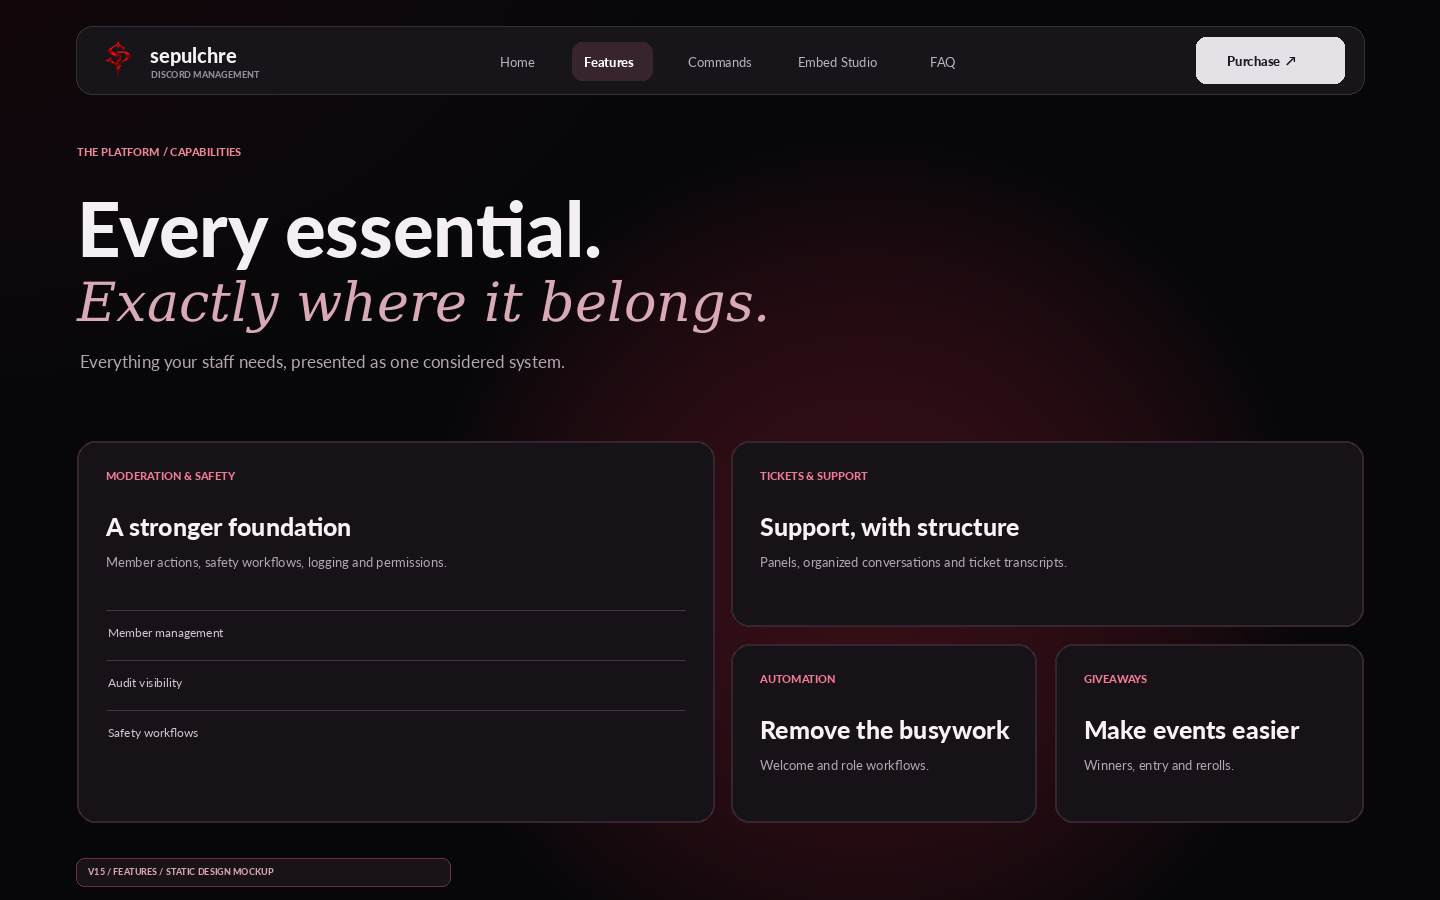 sepulchre
DISCORD MANAGEMENT
Home
Features
Commands
Embed Studio
FAQ
Purchase ↗
THE PLATFORM / CAPABILITIES
Every essential.
Exactly where it belongs.
Everything your staff needs, presented as one considered system.
MODERATION & SAFETY
A stronger foundation
Member actions, safety workflows, logging and permissions.
Member management
Audit visibility
Safety workflows
TICKETS & SUPPORT
Support, with structure
Panels, organized conversations and ticket transcripts.
AUTOMATION
Remove the busywork
Welcome and role workflows.
GIVEAWAYS
Make events easier
Winners, entry and rerolls.
V15 / FEATURES / STATIC DESIGN MOCKUP